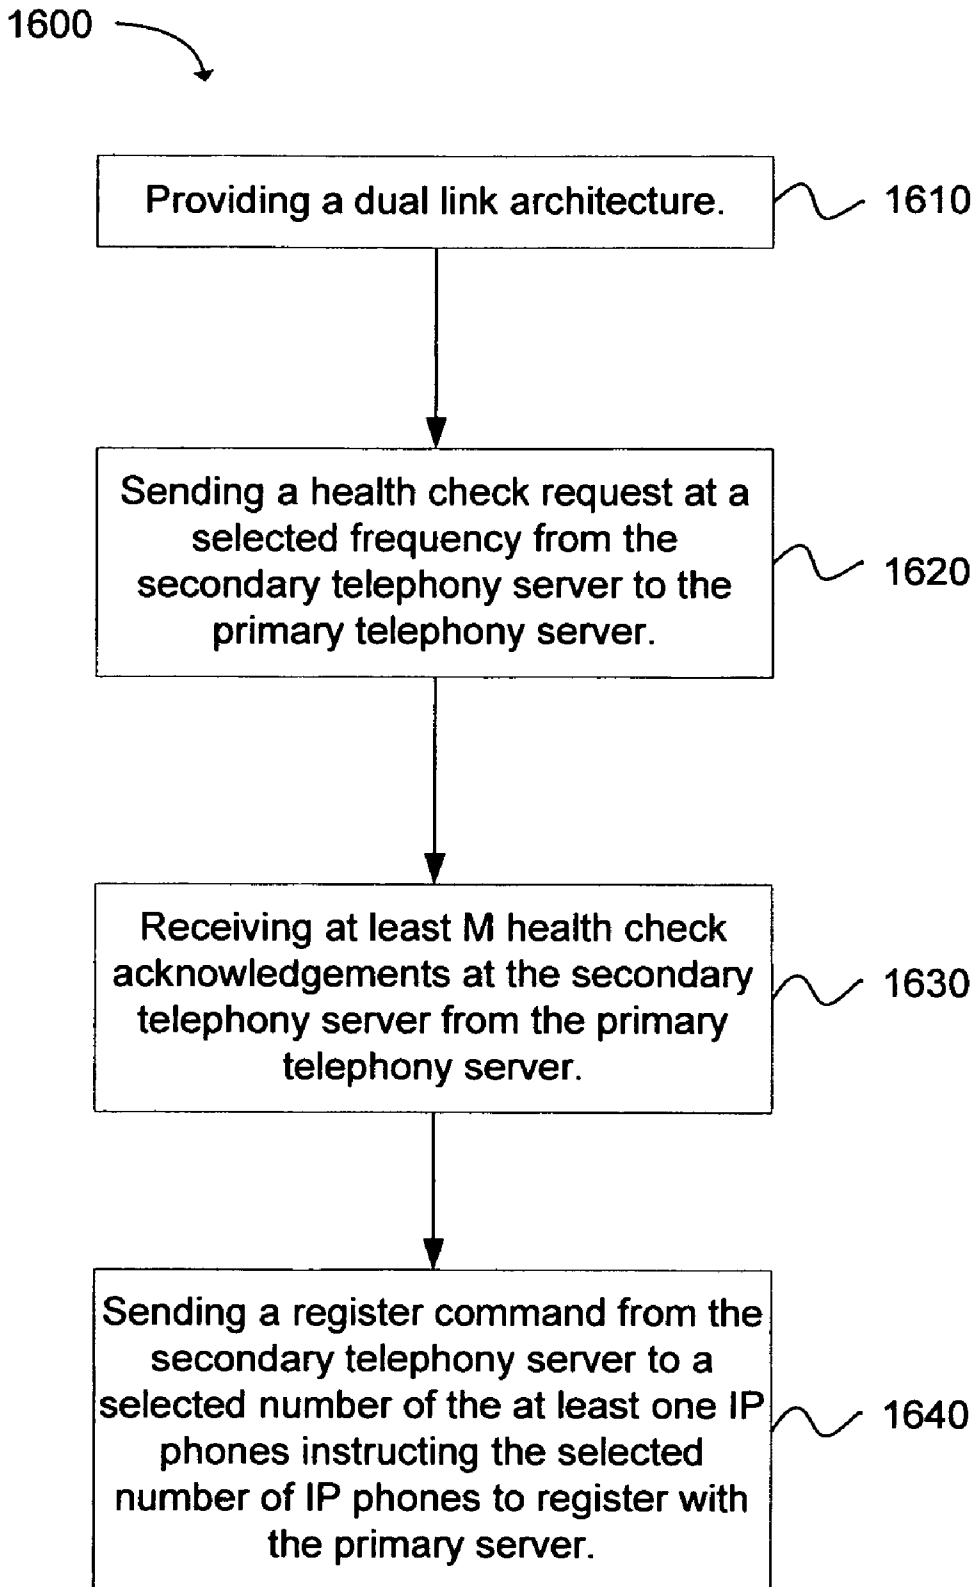 1600
Providing a dual link architecture.
1610
Sending a health check request at a
selected frequency from the
secondary telephony server to the
primary telephony server.
1620
Receiving at least M health check
acknowledgements at the secondary
telephony server from the primary
telephony server.
1630
Sending a register command from the
secondary telephony server to a
selected number of the at least one IP
phones instructing the selected
number of IP phones to register with
the primary server.
1640